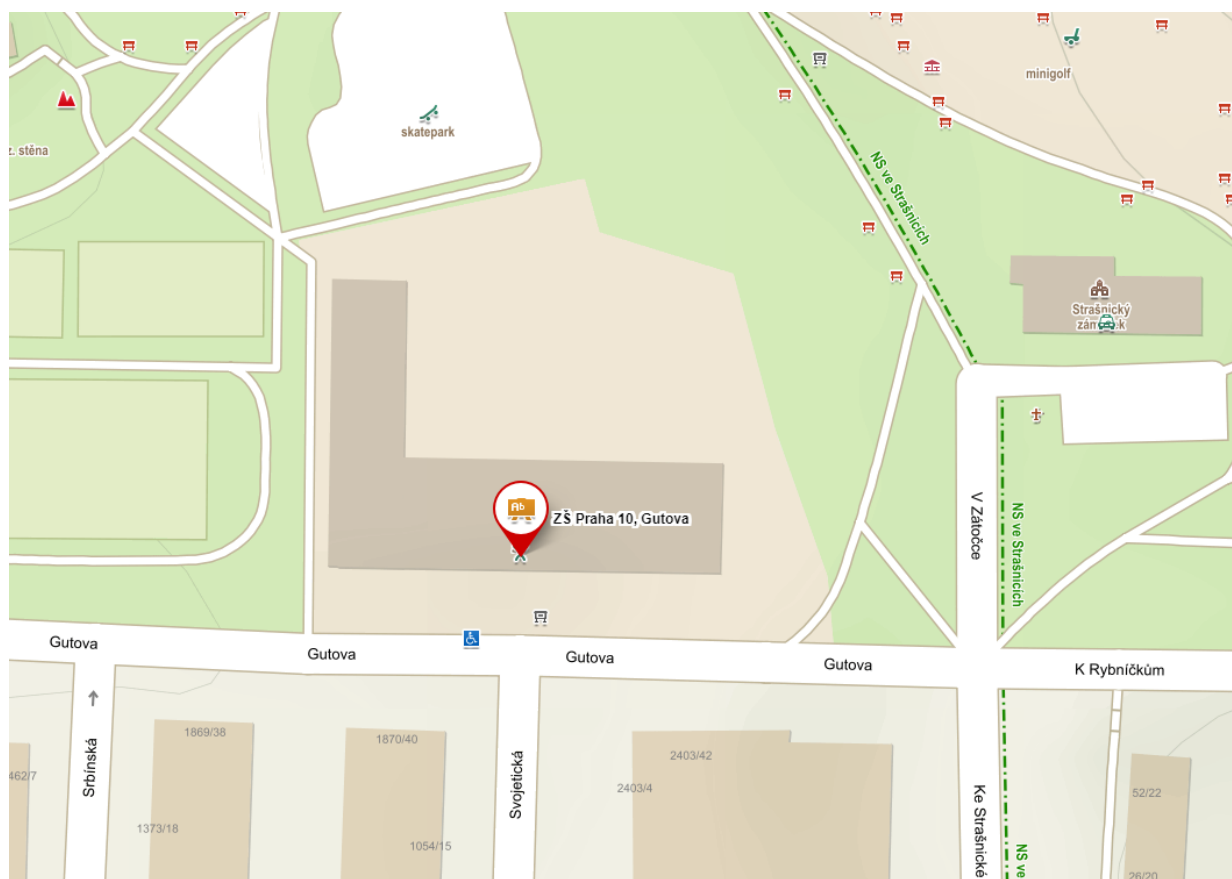 minigolf
skatepark
z. stěna
NS ve Strašnicích
Strašnický
zámek
Ab
ZŠ Praha 10, Gutova
V Zátočce
NS ve Strašnicích
Gutova
Gutova
Gutova
Gutova
K Rybníčkům
1869/38
1870/40
2403/42
Srbínská
Svojetická
462/7
2403/4
52/22
Ke Strašnické
1373/18
1054/15
NS ve
26/20